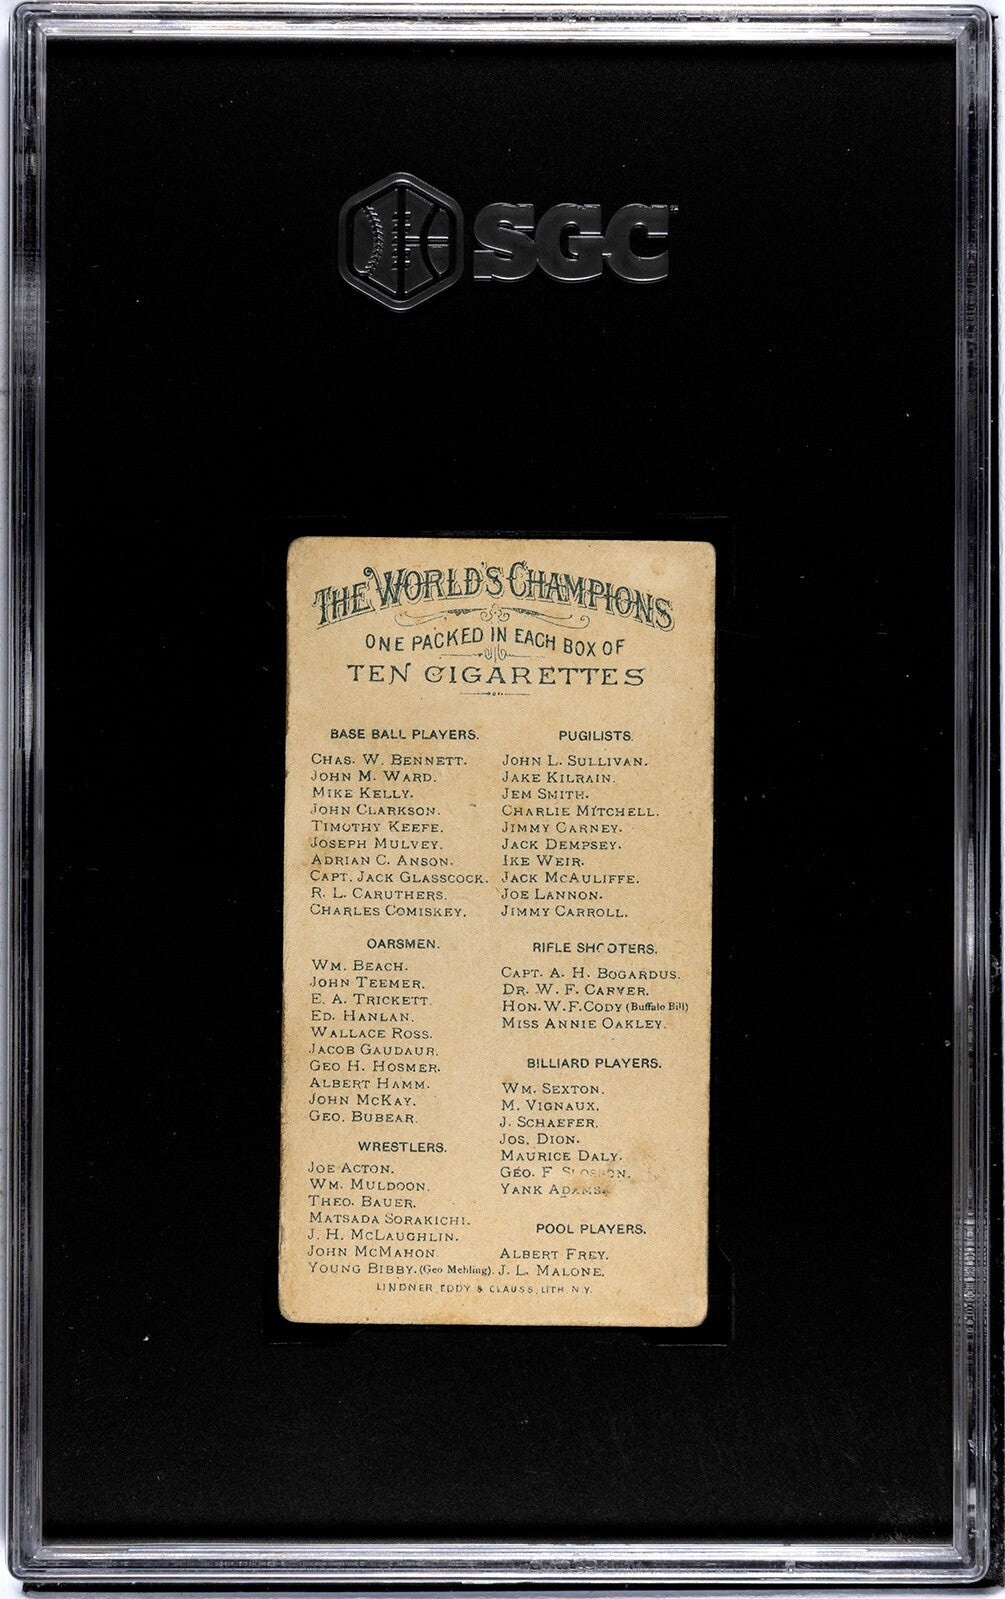 SGC
THE WORLD'S CHAMPIONS
ONE PACKED IN EACH BOX OF
TEN CIGARETTES
BASE BALL PLAYERS.
CHAS. W. BENNETT.
JOHN M. WARD.
MIKE KELLY.
JOHN CLARKSON.
TIMOTHY KEEFE.
JOSEPH MULVEY.
ADRIAN C. ANSON.
CAPT. JACK GLASSCOCK.
R. L. CARUTHERS.
CHARLES COMISKEY.
OARSMEN.
WM. BEACH.
JOHN TEEMER.
E. A. TRICKETT.
ED. HANLAN.
WALLACE ROSS.
JACOB GAUDAUR.
GEO H. HOSMER.
ALBERT HAMM.
JOHN MCKAY.
GEO. BUBEAR.
WRESTLERS.
JOE ACTON.
WM. MULDOON.
THEO. BAUER.
MATSADA SORAKICHI.
J. H. MCLAUGHLIN.
JOHN MCMAHON
YOUNG BIBBY. (Geo Mehling).
PUGILISTS.
JOHN L. SULLIVAN.
JAKE KILRAIN.
JEM SMITH.
CHARLIE MITCHELL.
JIMMY CARNEY.
JACK DEMPSEY.
IKE WEIR.
JACK MCAULIFFE.
JOE LANNON.
JIMMY CARROLL.
RIFLE SHOOTERS.
CAPT. A. H. BOGARDUS.
DR. W. F. CARVER.
HON. W. F. CODY (Buffalo Bill)
MISS ANNIE OAKLEY.
BILLIARD PLAYERS.
WM. SEXTON.
M. VIGNAUX.
J. SCHAEFER.
JOS. DION.
MAURICE DALY.
GEO. F SLOSSON.
YANK ADAMS.
POOL PLAYERS.
ALBERT FREY.
J. L. MALONE.
LINDNER, EDDY & CLAUSS, LITH. N.Y.